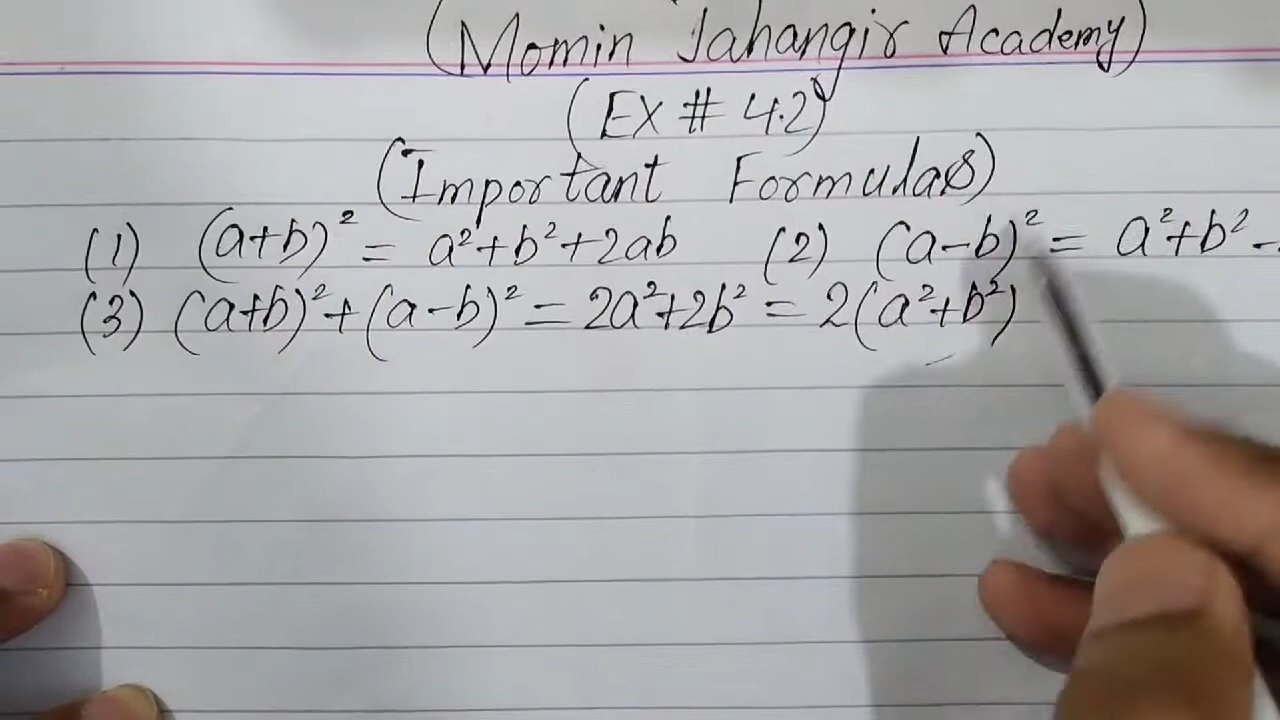 (Momin Jahangir Academy)
(EX # 4.2)
(Important Formulas)
(1) (a+b)² = a²+b²+2ab (2) (a-b)² = a²+b²-
(3) (a+b)²+(a-b)² = 2a²+2b² = 2(a²+b²)